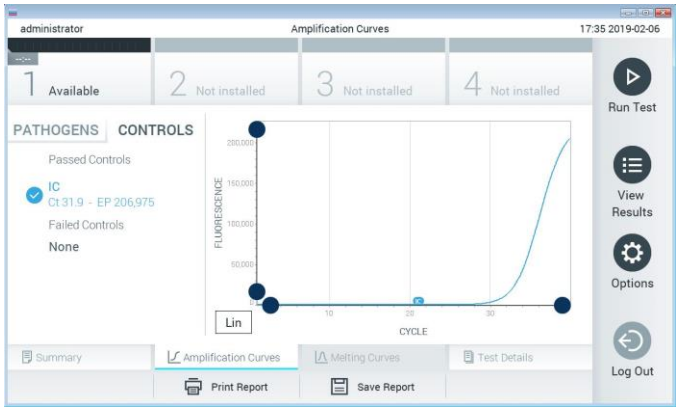 administrator
Amplification Curves
17:35 2019-02-06
--:--
1 Available
2 Not installed
3 Not installed
4 Not installed
Run Test
PATHOGENS
CONTROLS
Passed Controls
IC
Ct 31.9 - EP 206,975
Failed Controls
None
FLUORESCENCE
200,000
150,000
100,000
50,000
0
10
20
30
CYCLE
Lin
View
Results
Options
Log Out
Summary
Amplification Curves
Melting Curves
Test Details
Print Report
Save Report